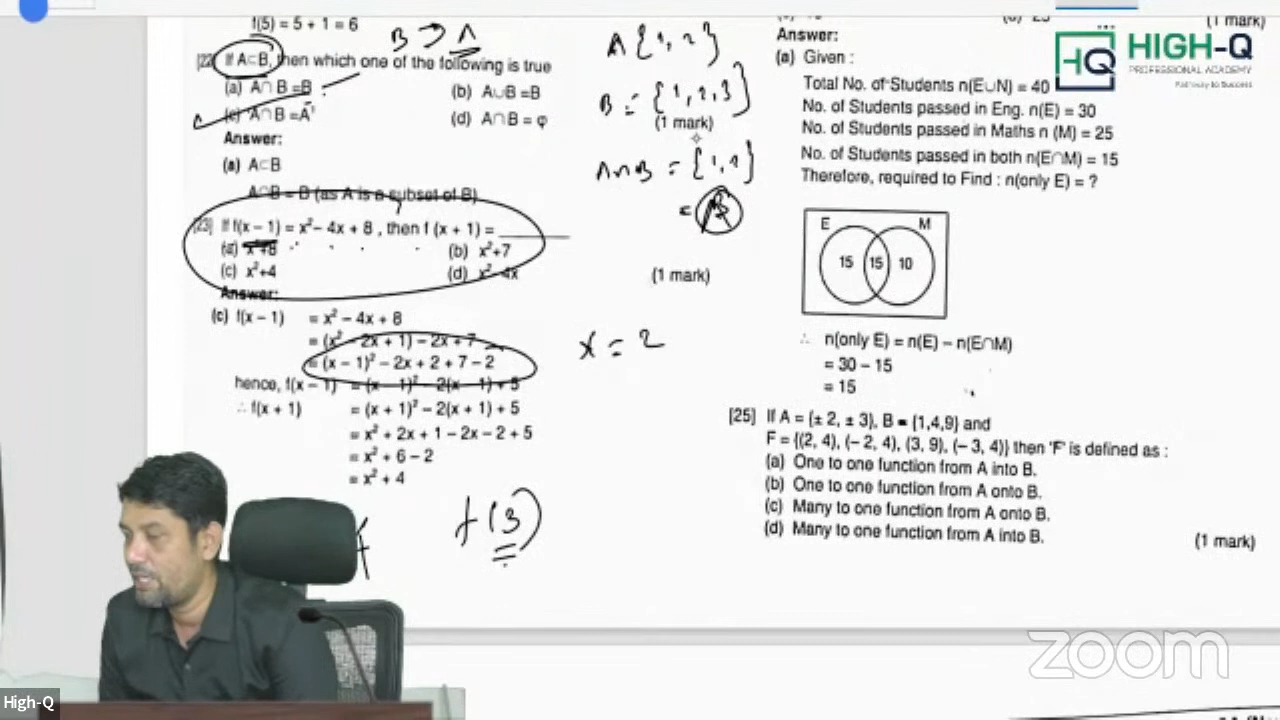 f(5) = 5 + 1 = 6
B → A
[22] If A⊂B, then which one of the following is true
(a) A∩B =B
(b) A∪B =B
(c) A∩B =A
(d) A∩B = φ
(1 mark)
Answer:
(a) A⊂B
A∩B = B (as A is a subset of B)
A {1, 2}
B = {1, 2, 3}
A∩B =
[23] If f(x – 1) = x² – 4x + 8 , then f (x + 1) =
(a) x²+8
(b) x²+7
(c) x²+4
(d) x²–4x
(1 mark)
Answer:
(c) f(x – 1) = x² – 4x + 8
= (x² – 2x + 1) – 2x + 7
= (x – 1)² – 2x + 2 + 7 – 2
hence, f(x – 1) = (x – 1)² – 2(x – 1) + 5
∴ f(x + 1) = (x + 1)² – 2(x + 1) + 5
= x² + 2x + 1 – 2x – 2 + 5
= x² + 6 – 2
= x² + 4
x = 2
f(3)
(1 mark)
Answer:
(a) Given :
Total No. of Students n(E∪N) = 40
No. of Students passed in Eng. n(E) = 30
No. of Students passed in Maths n (M) = 25
No. of Students passed in both n(E∩M) = 15
Therefore, required to Find : n(only E) = ?
E M
15 15 10
∴ n(only E) = n(E) – n(E∩M)
= 30 – 15
= 15
[25] If A = {± 2, ± 3}, B = {1,4,9} and
F = {(2, 4), (– 2, 4), (3, 9), (– 3, 4)} then 'F' is defined as :
(a) One to one function from A into B.
(b) One to one function from A onto B.
(c) Many to one function from A onto B.
(d) Many to one function from A into B.
(1 mark)
HQ
HIGH-Q
PROFESSIONAL ACADEMY
Pathway to Success
zoom
High-Q